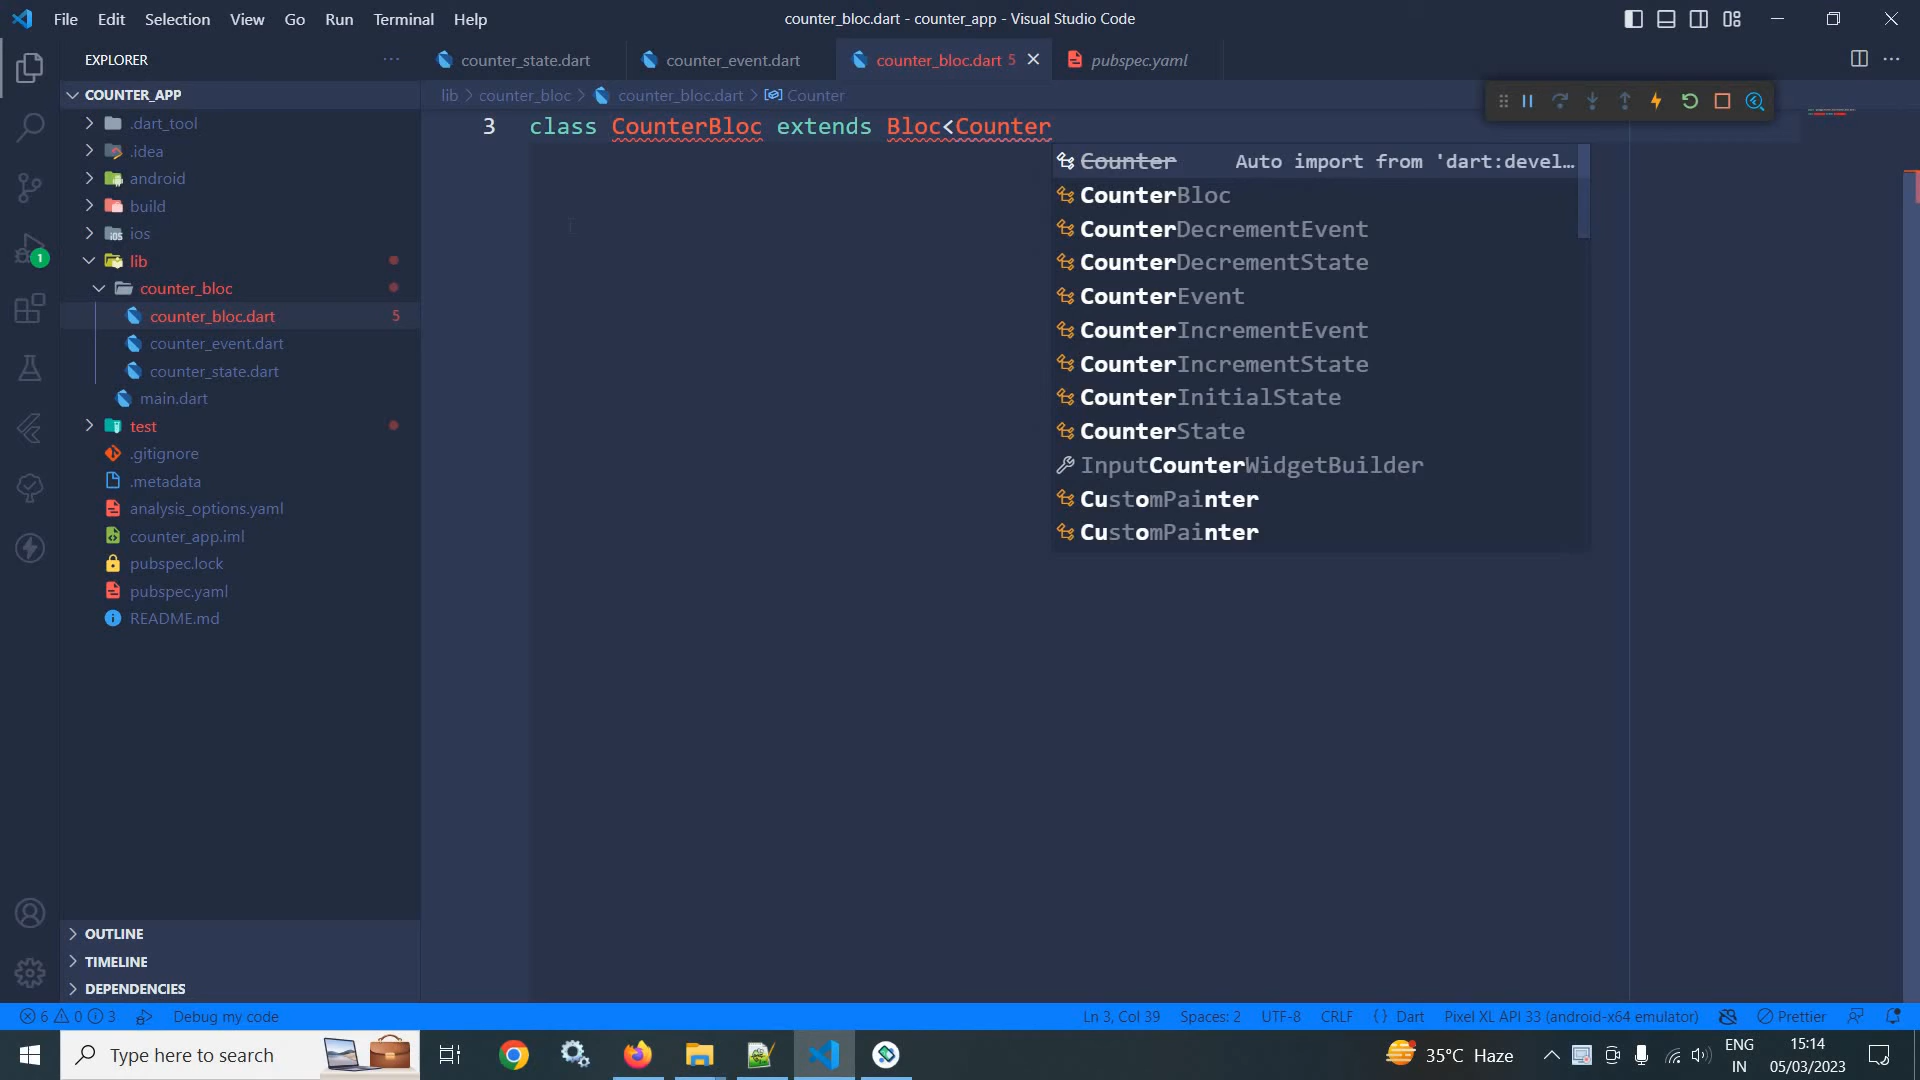 File Edit Selection View Go Run Terminal Help
counter_bloc.dart - counter_app - Visual Studio Code
EXPLORER
counter_state.dart
counter_event.dart
counter_bloc.dart 5
pubspec.yaml
COUNTER_APP
lib > counter_bloc > counter_bloc.dart > Counter
3 class CounterBloc extends Bloc<Counter
.dart_tool
.idea
android
build
ios
lib
counter_bloc
counter_bloc.dart 5
counter_event.dart
counter_state.dart
main.dart
test
.gitignore
.metadata
analysis_options.yaml
counter_app.iml
pubspec.lock
pubspec.yaml
README.md
Counter Auto import from 'dart:devel...
CounterBloc
CounterDecrementEvent
CounterDecrementState
CounterEvent
CounterIncrementEvent
CounterIncrementState
CounterInitialState
CounterState
InputCounterWidgetBuilder
CustomPainter
CustomPainter
1
OUTLINE
TIMELINE
DEPENDENCIES
6 0 3 Debug my code
Ln 3, Col 39 Spaces: 2 UTF-8 CRLF {} Dart Pixel XL API 33 (android-x64 emulator) Prettier
Type here to search
35°C Haze
ENG
IN
15:14
05/03/2023